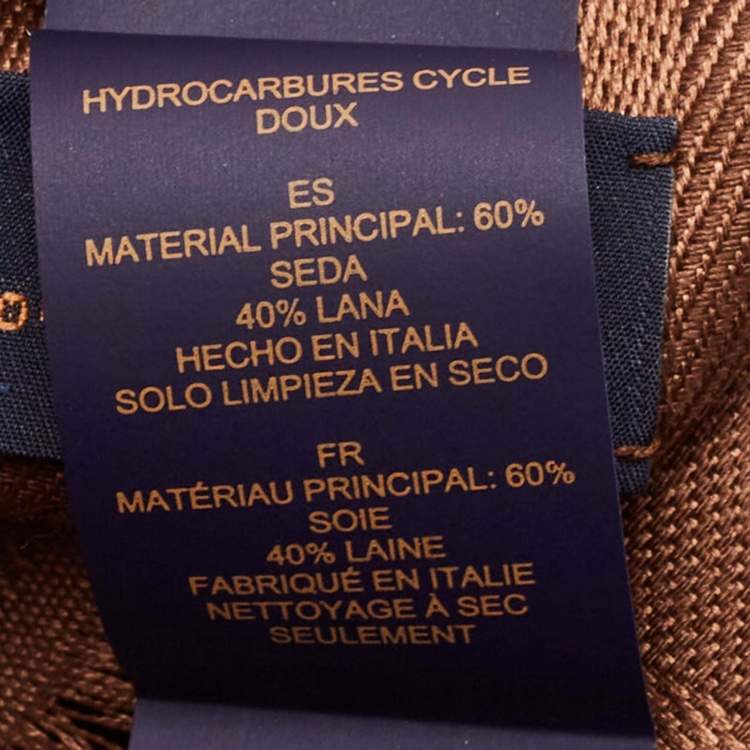 HYDROCARBURES CYCLE
DOUX
ES
MATERIAL PRINCIPAL: 60%
SEDA
40% LANA
HECHO EN ITALIA
SOLO LIMPIEZA EN SECO
FR
MATÉRIAU PRINCIPAL: 60%
SOIE
40% LAINE
FABRIQUÉ EN ITALIE
NETTOYAGE À SEC
SEULEMENT